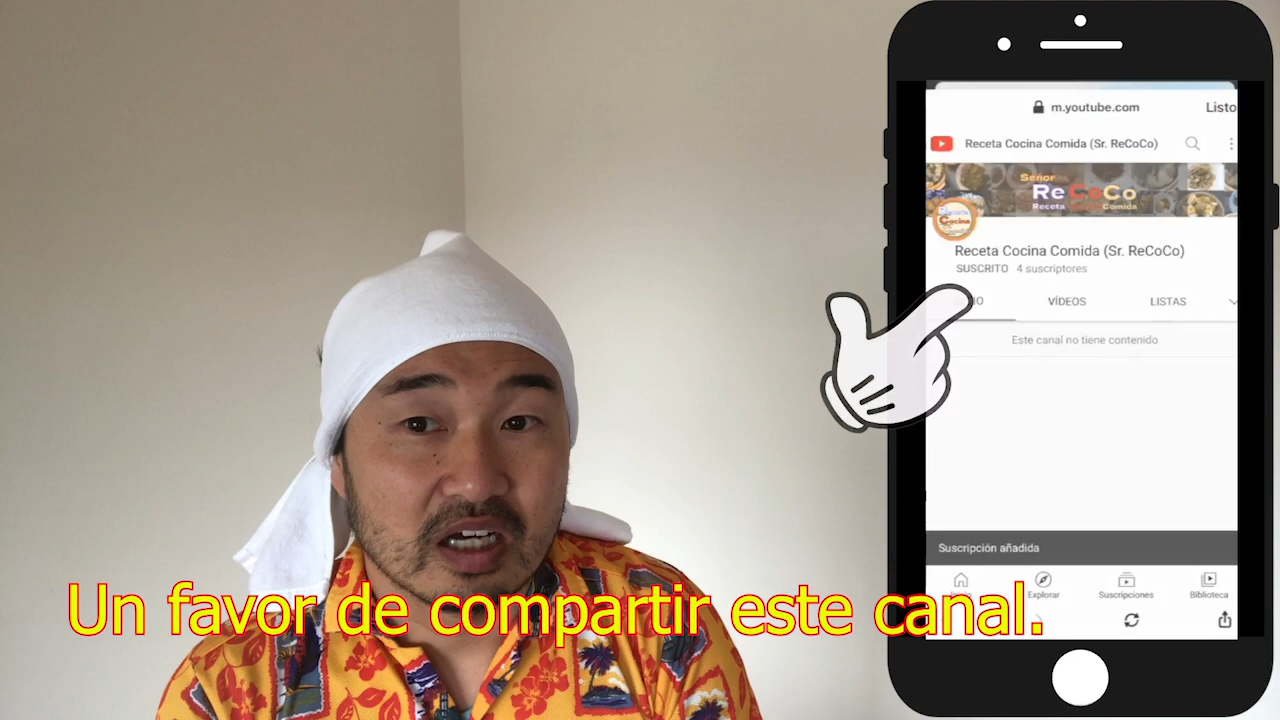 m.youtube.com
Listo
Receta Cocina Comida (Sr. ReCoCo)
Señor
ReCoCo
Receta Comida
Cocina
Receta Cocina Comida (Sr. ReCoCo)
SUSCRITO 4 suscriptores
VÍDEOS
LISTAS
Este canal no tiene contenido
Suscripción añadida
Explorar
Suscripciones
Biblioteca
Un favor de compartir este canal.